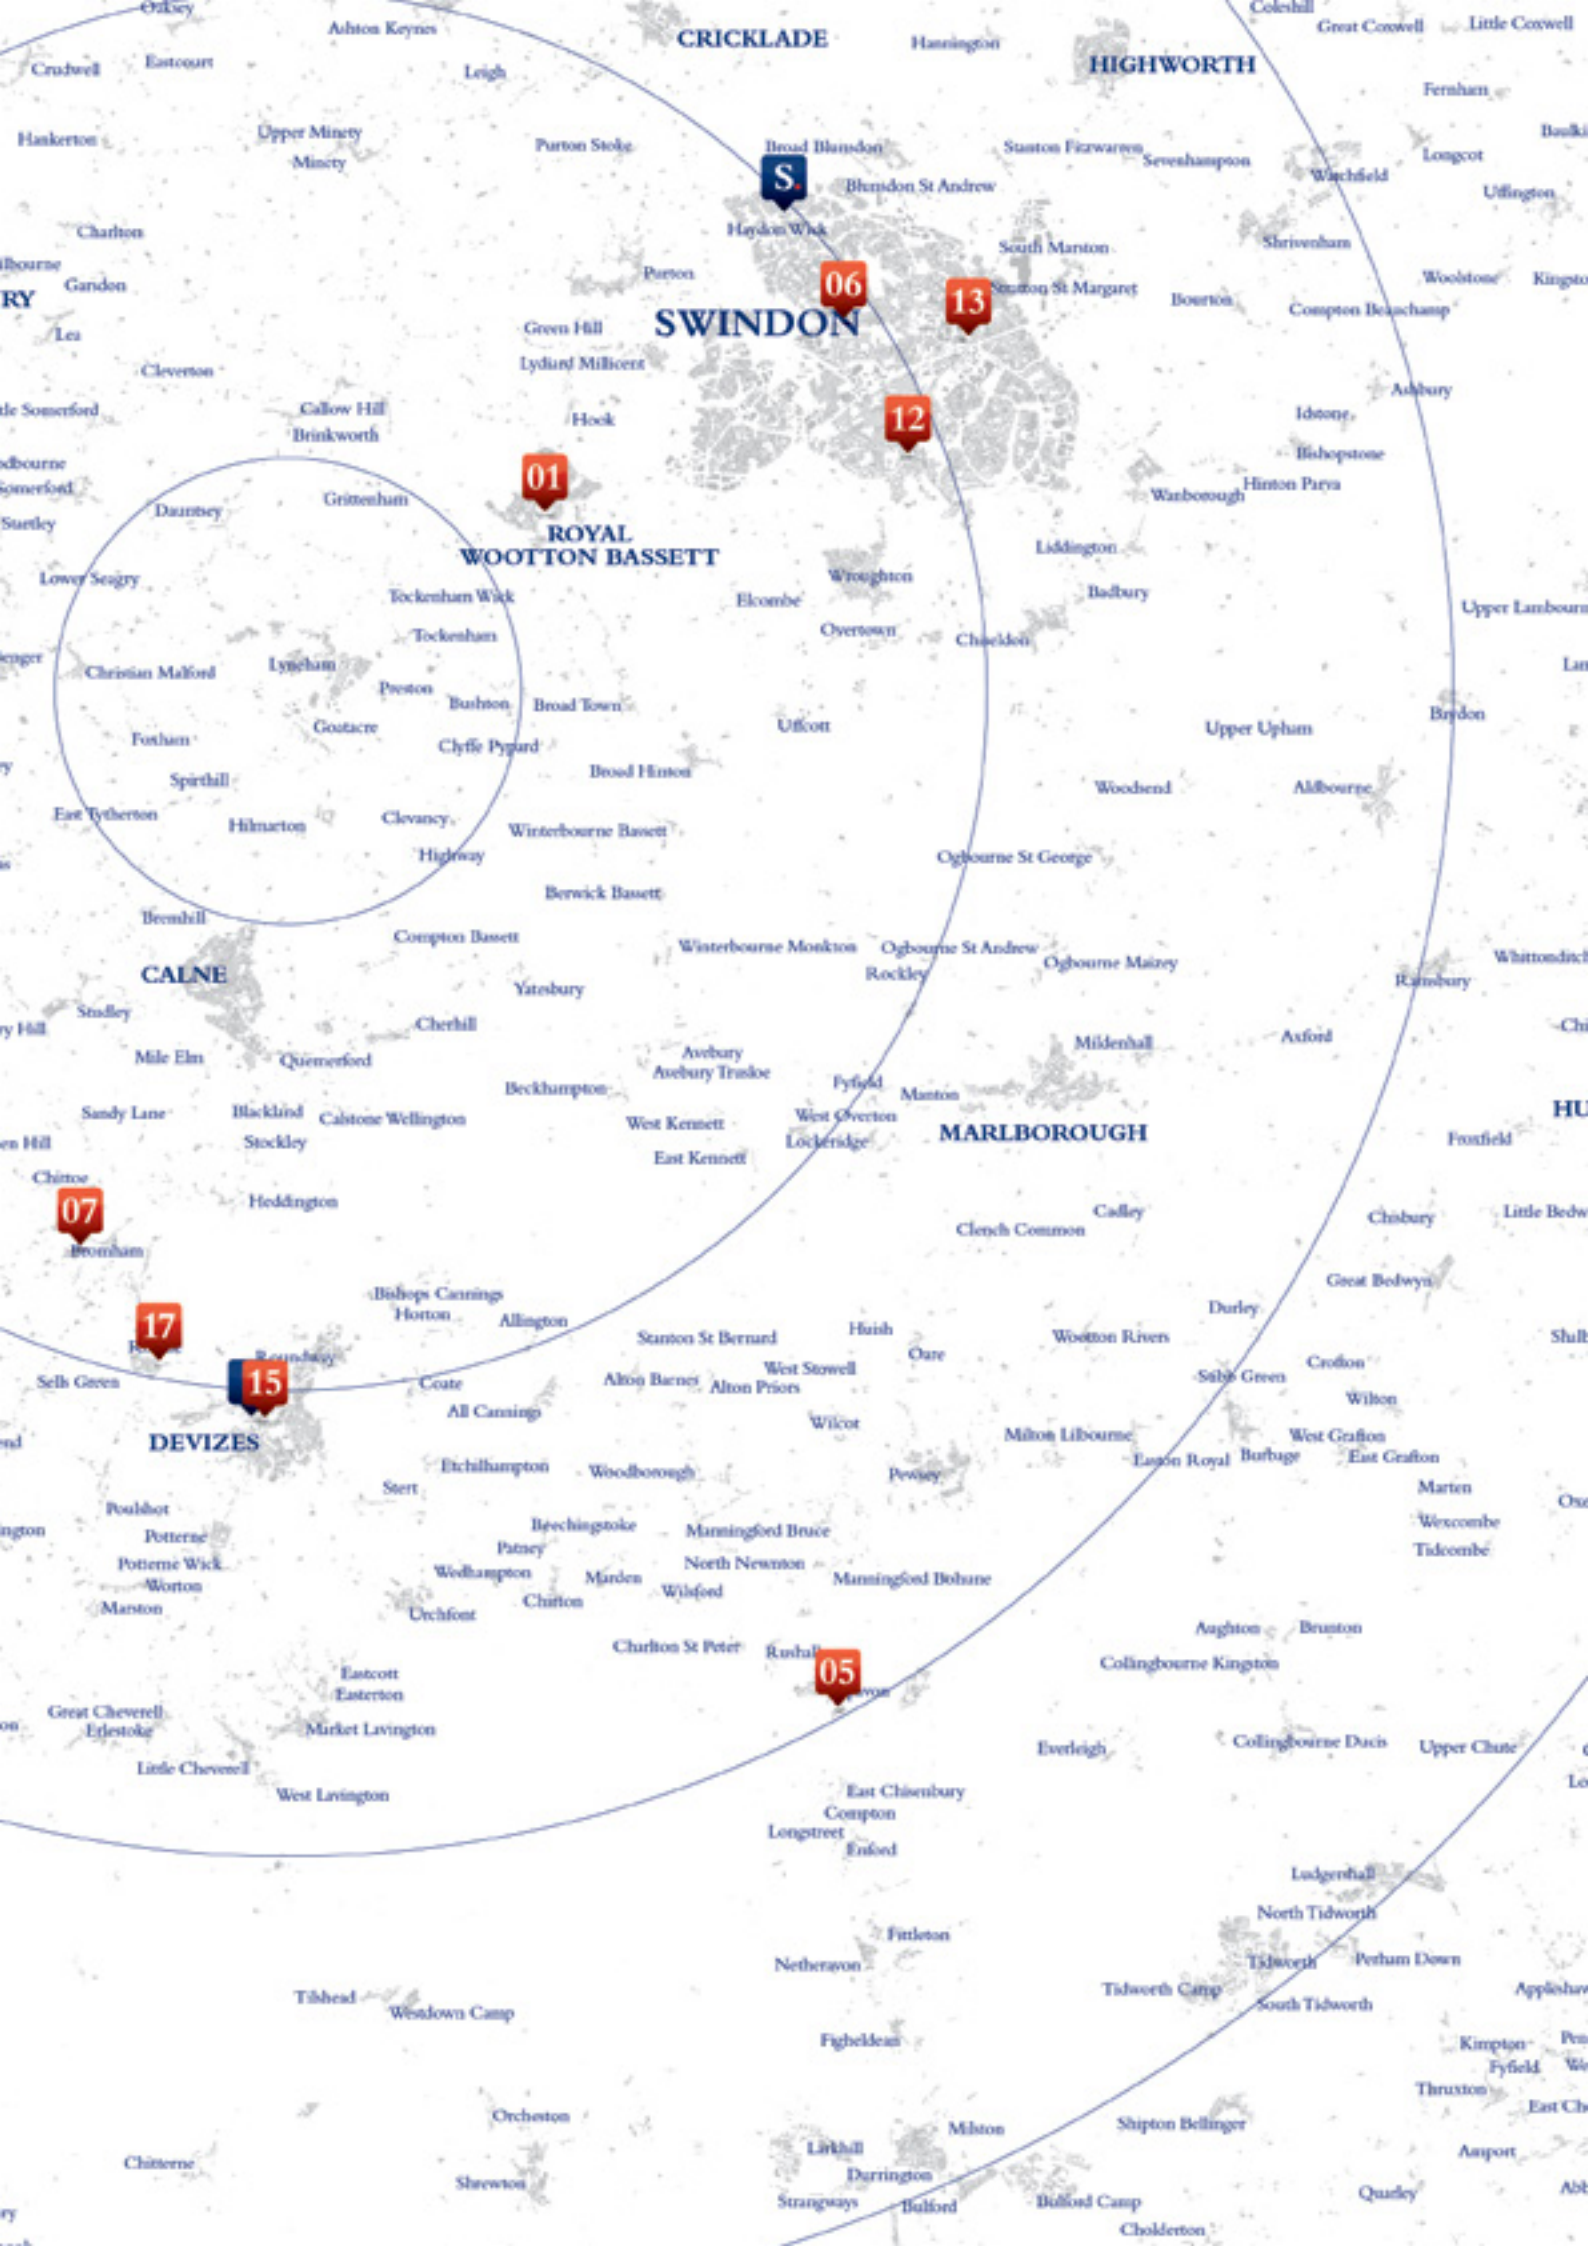 Oaksey
Ashton Keynes
CRICKLADE
Hannington
Coleshill
Great Coxwell
Little Coxwell
Crudwell
Eastcourt
Leigh
HIGHWORTH
Fernham
Hankerton
Upper Minety
Minety
Purton Stoke
Broad Blunsdon
Stanton Fitzwarren
Sevenhampton
Longcot
Watchfield
S.
Blunsdon St Andrew
Uffington
Charlton
Haydon Wick
South Marston
Shrivenham
Garsdon
RY
Purton
06
13
Stratton St Margaret
Bourton
Woolstone
Compton Beauchamp
Lea
Green Hill
SWINDON
Cleverton
Lydiard Millicent
Ashbury
Callow Hill
Hook
12
Idstone
Brinkworth
Bishopstone
01
Grittenham
Wanborough
Hinton Parva
Dauntsey
ROYAL
WOOTTON BASSETT
Liddington
Lower Seagry
Wroughton
Tockenham Wick
Elcombe
Badbury
Tockenham
Overtown
Chiseldon
Christian Malford
Lyneham
Preston
Bushton
Broad Town
Baydon
Foxham
Goatacre
Uffcott
Upper Upham
Clyffe Pypard
Spirthill
Broad Hinton
Woodsend
Aldbourne
East Tytherton
Hilmarton
Clevancy
Winterbourne Bassett
Highway
Ogbourne St George
Berwick Bassett
Bremhill
Compton Bassett
Winterbourne Monkton
Ogbourne St Andrew
Ogbourne Maizey
CALNE
Rockley
Ramsbury
Yatesbury
Studley
Cherhill
Mildenhall
Axford
Mile Elm
Quemerford
Avebury
Avebury Trusloe
Beckhampton
Fyfield
Manton
Sandy Lane
Blackland
Calstone Wellington
West Kennett
West Overton
MARLBOROUGH
Stockley
Lockeridge
Froxfield
East Kennett
Chittoe
07
Heddington
Cadley
Clench Common
Chisbury
Bromham
Great Bedwyn
Bishops Cannings
Horton
Allington
Durley
17
Stanton St Bernard
Huish
Wootton Rivers
Roundway
Oare
Crofton
Sells Green
15
Coate
Alton Barnes
West Stowell
Alton Priors
Stibb Green
Wilton
All Cannings
Wilcot
DEVIZES
Milton Lilbourne
West Grafton
Easton Royal
Burbage
East Grafton
Etchilhampton
Woodborough
Pewsey
Stert
Marten
Poulshot
Wexcombe
Potterne
Beechingstoke
Manningford Bruce
Patney
Tidcombe
Potterne Wick
North Newnton
Wedhampton
Marden
Manningford Bohune
Worton
Wilsford
Marston
Chirton
Urchfont
Aughton
Brunton
Charlton St Peter
Collingbourne Kingston
05
Eastcott
Easterton
Great Cheverell
Erlestoke
Market Lavington
Everleigh
Collingbourne Ducis
Upper Chute
Little Cheverell
West Lavington
East Chisenbury
Compton
Longstreet
Enford
Ludgershall
North Tidworth
Fittleton
Netheravon
Tidworth
Perham Down
Tidworth Camp
South Tidworth
Tilshead
Westdown Camp
Figheldean
Kimpton
Fyfield
Thruxton
Orcheston
Milston
Shipton Bellinger
Larkhill
Amport
Chitterne
Durrington
Shrewton
Strangways
Bulford
Bulford Camp
Quarley
Cholderton